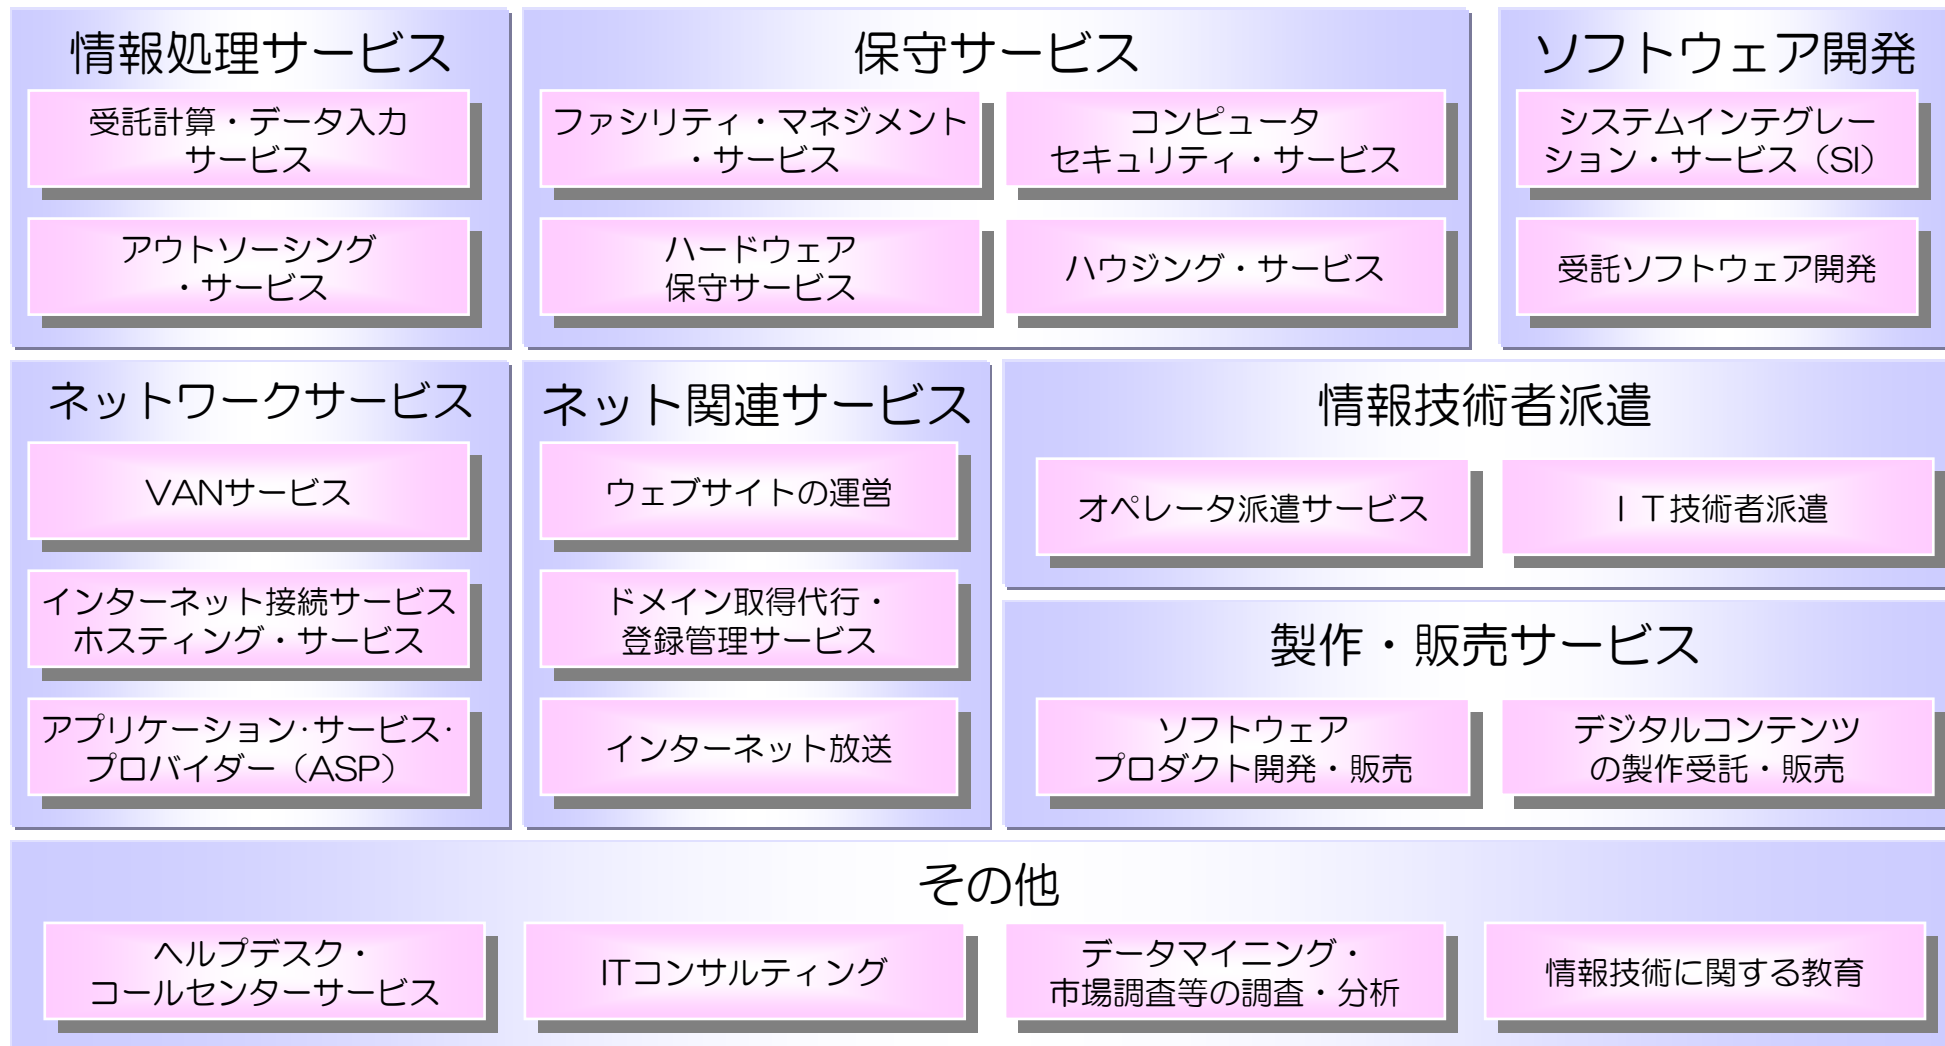 情報処理サービス
受託計算・データ入力
サービス
アウトソーシング
・サービス
保守サービス
ファシリティ・マネジメント
・サービス
コンピュータ
セキュリティ・サービス
ハードウェア
保守サービス
ハウジング・サービス
ソフトウェア開発
システムインテグレー
ション・サービス（SI）
受託ソフトウェア開発
ネットワークサービス
VANサービス
インターネット接続サービス
ホスティング・サービス
アプリケーション・サービス・
プロバイダー（ASP）
ネット関連サービス
ウェブサイトの運営
ドメイン取得代行・
登録管理サービス
インターネット放送
情報技術者派遣
オペレータ派遣サービス
ＩＴ技術者派遣
製作・販売サービス
ソフトウェア
プロダクト開発・販売
デジタルコンテンツ
の製作受託・販売
その他
ヘルプデスク・
コールセンターサービス
ITコンサルティング
データマイニング・
市場調査等の調査・分析
情報技術に関する教育